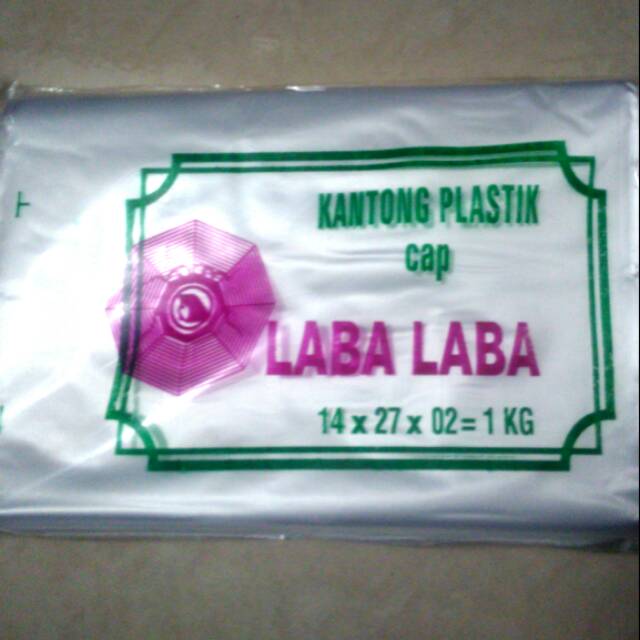 KANTONG PLASTIK
cap
LABA LABA
14 x 27 x 02 = 1 KG